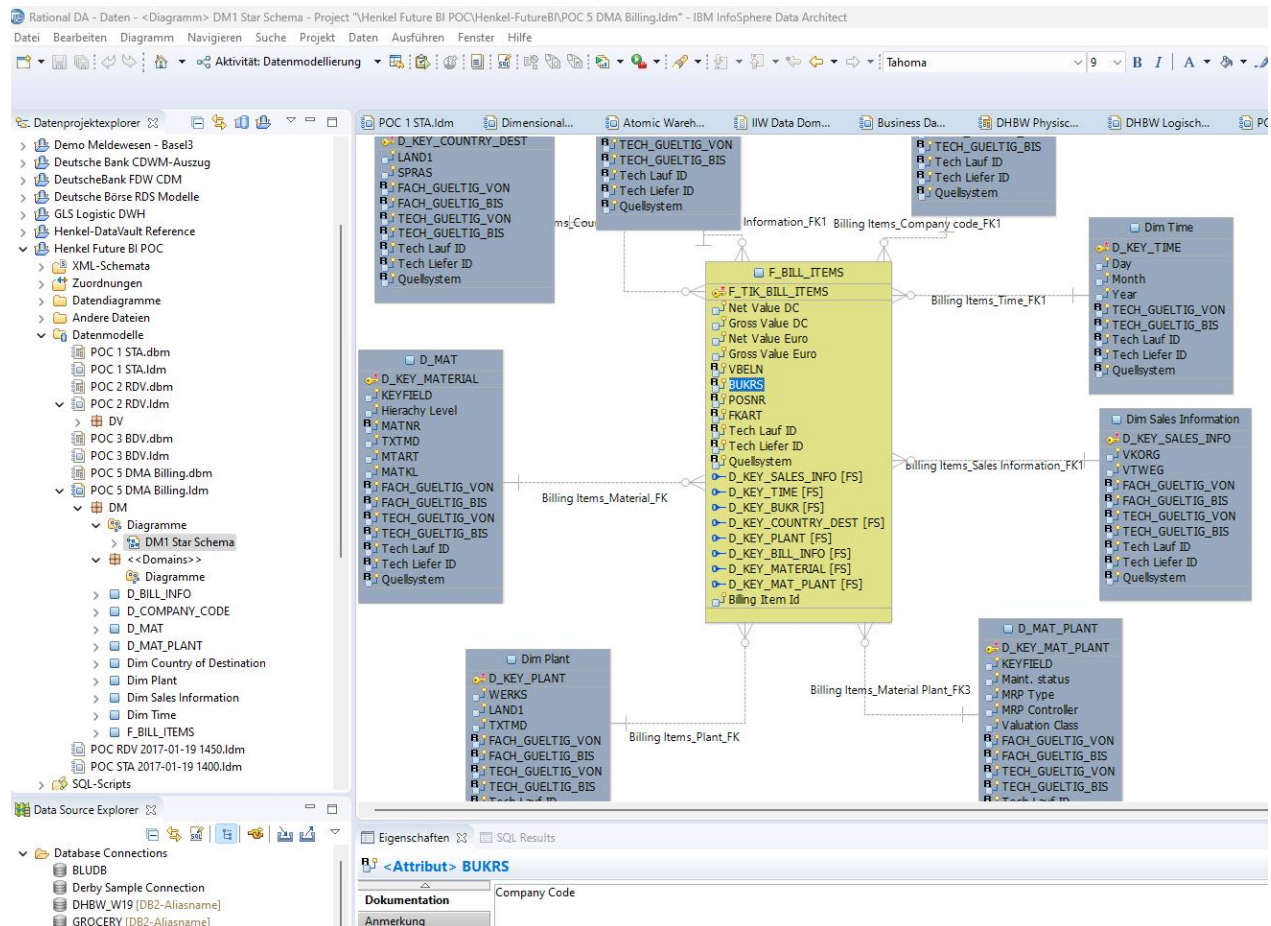 Rational DA - Daten - <Diagramm> DM1 Star Schema - Project "\Henkel Future BI POC\Henkel-FutureBI\POC 5 DMA Billing.ldm" - IBM InfoSphere Data Architect
Datei Bearbeiten Diagramm Navigieren Suche Projekt Daten Ausführen Fenster Hilfe
Aktivität: Datenmodellierung
Tahoma
9
B I A
Datenprojektexplorer
Demo Meldewesen - Basel3
Deutsche Bank CDWM-Auszug
DeutscheBank FDW CDM
Deutsche Börse RDS Modelle
GLS Logistic DWH
Henkel-DataVault Reference
Henkel Future BI POC
XML-Schemata
Zuordnungen
Datendiagramme
Andere Dateien
Datenmodelle
POC 1 STA.dbm
POC 1 STA.ldm
POC 2 RDV.dbm
POC 2 RDV.ldm
DV
POC 3 BDV.dbm
POC 3 BDV.ldm
POC 5 DMA Billing.dbm
POC 5 DMA Billing.ldm
DM
Diagramme
DM1 Star Schema
<<Domains>>
Diagramme
D_BILL_INFO
D_COMPANY_CODE
D_MAT
D_MAT_PLANT
Dim Country of Destination
Dim Plant
Dim Sales Information
Dim Time
F_BILL_ITEMS
POC RDV 2017-01-19 1450.ldm
POC STA 2017-01-19 1400.ldm
SQL-Scripts
Data Source Explorer
Database Connections
BLUDB
Derby Sample Connection
DHBW_W19 [DB2-Aliasname]
GROCERY [DB2-Aliasname]
POC 1 STA.ldm
Dimensional...
Atomic Wareh...
IIW Data Dom...
Business Da...
DHBW Physisc...
DHBW Logisch...
D_KEY_COUNTRY_DEST
LAND1
SPRAS
FACH_GUELTIG_VON
FACH_GUELTIG_BIS
TECH_GUELTIG_VON
TECH_GUELTIG_BIS
Tech Lauf ID
Tech Liefer ID
Quellsystem
TECH_GUELTIG_VON
TECH_GUELTIG_BIS
Tech Lauf ID
Tech Liefer ID
Quellsystem
TECH_GUELTIG_BIS
Tech Lauf ID
Tech Liefer ID
Quellsystem
Information_FK1
Billing Items_Company code_FK1
Dim Time
D_KEY_TIME
Day
Month
Year
TECH_GUELTIG_VON
TECH_GUELTIG_BIS
Tech Lauf ID
Tech Liefer ID
Quellsystem
F_BILL_ITEMS
F_TIK_BILL_ITEMS
Net Value DC
Gross Value DC
Net Value Euro
Gross Value Euro
VBELN
BUKRS
POSNR
FKART
Tech Lauf ID
Tech Liefer ID
Quellsystem
D_KEY_SALES_INFO [FS]
D_KEY_TIME [FS]
D_KEY_BUKR [FS]
D_KEY_COUNTRY_DEST [FS]
D_KEY_PLANT [FS]
D_KEY_BILL_INFO [FS]
D_KEY_MATERIAL [FS]
D_KEY_MAT_PLANT [FS]
Billing Item Id
Billing Items_Time_FK1
D_MAT
D_KEY_MATERIAL
KEYFIELD
Hierachy Level
MATNR
TXTMD
MTART
MATKL
FACH_GUELTIG_VON
FACH_GUELTIG_BIS
TECH_GUELTIG_VON
TECH_GUELTIG_BIS
Tech Lauf ID
Tech Liefer ID
Quellsystem
Billing Items_Material_FK
Dim Sales Information
D_KEY_SALES_INFO
VKORG
VTWEG
FACH_GUELTIG_VON
FACH_GUELTIG_BIS
TECH_GUELTIG_VON
TECH_GUELTIG_BIS
Tech Lauf ID
Tech Liefer ID
Quellsystem
Billing Items_Sales Information_FK1
Dim Plant
D_KEY_PLANT
WERKS
LAND1
TXTMD
FACH_GUELTIG_VON
FACH_GUELTIG_BIS
TECH_GUELTIG_VON
TECH_GUELTIG_BIS
Tech Lauf ID
Billing Items_Plant_FK
Billing Items_Material Plant_FK3
D_MAT_PLANT
D_KEY_MAT_PLANT
KEYFIELD
Maint. status
MRP Type
MRP Controller
Valuation Class
FACH_GUELTIG_VON
FACH_GUELTIG_BIS
TECH_GUELTIG_VON
TECH_GUELTIG_BIS
Tech Lauf ID
Eigenschaften
SQL Results
<Attribut> BUKRS
Dokumentation
Anmerkung
Company Code